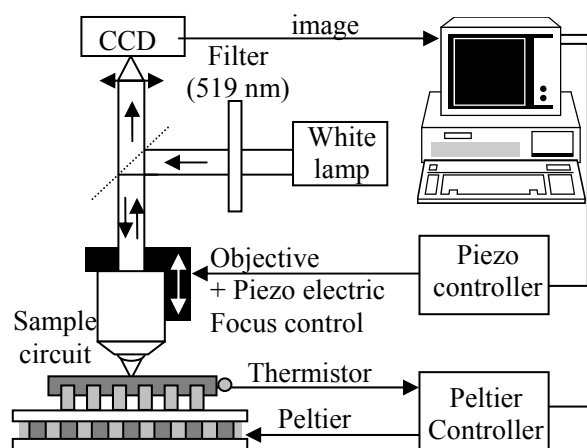 CCD
image
Filter
(519 nm)
White
lamp
Objective
+ Piezo electric
Focus control
Piezo
controller
Sample
circuit
Thermistor
Peltier
Peltier
Controller